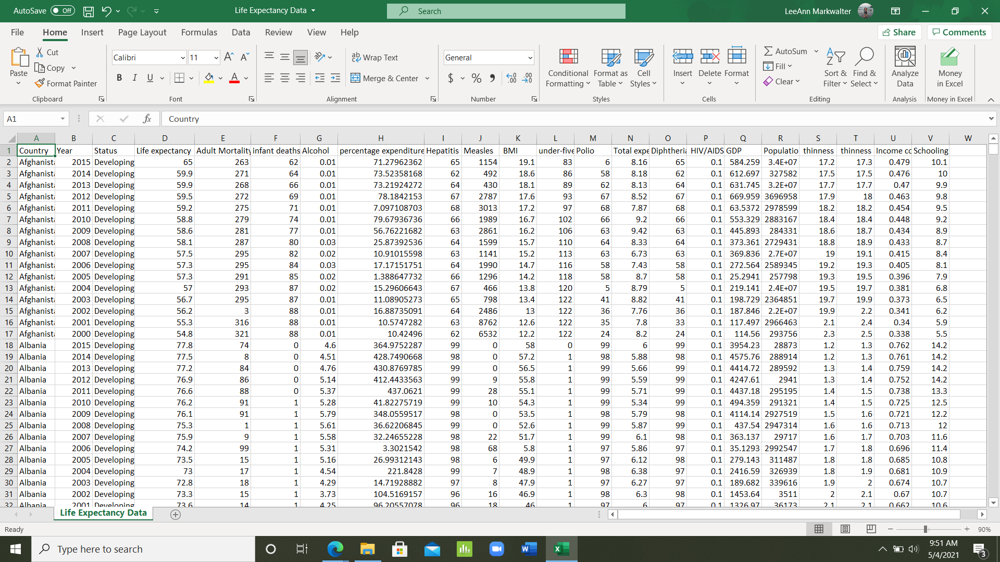 AutoSave Off Life Expectancy Data Search LeeAnn Markwalter
File Home Insert Page Layout Formulas Data Review View Help Share Comments
Paste Cut Copy Format Painter Clipboard
Calibri 11 A A B I U A Font
ab Wrap Text Merge & Center Alignment
General $ % 9 .00 .00 Number
Conditional Formatting Format as Table Cell Styles Styles
Insert Delete Format Cells
AutoSum Fill Clear Sort & Filter Find & Select Editing
Analyze Data Analysis
Money in Excel Money in Excel
A1 fx Country
A B C D E F G H I J K L M N O P Q R S T U V W
1 Country Year Status Life expectancy Adult Mortality infant deaths Alcohol percentage expenditure Hepatitis Measles BMI under-five Polio Total expe Diphtheria HIV/AIDS GDP Populatio thinness thinness Income co Schooling
2 Afghanista 2015 Developing 65 263 62 0.01 71.27962362 65 1154 19.1 83 6 8.16 65 0.1 584.259 3.4E+07 17.2 17.3 0.479 10.1
3 Afghanista 2014 Developing 59.9 271 64 0.01 73.52358168 62 492 18.6 86 58 8.18 62 0.1 612.697 327582 17.5 17.5 0.476 10
4 Afghanista 2013 Developing 59.9 268 66 0.01 73.21924272 64 430 18.1 89 62 8.13 64 0.1 631.745 3.2E+07 17.7 17.7 0.47 9.9
5 Afghanista 2012 Developing 59.5 272 69 0.01 78.1842153 67 2787 17.6 93 67 8.52 67 0.1 669.959 3696958 17.9 18 0.463 9.8
6 Afghanista 2011 Developing 59.2 275 71 0.01 7.097108703 68 3013 17.2 97 68 7.87 68 0.1 63.5372 2978599 18.2 18.2 0.454 9.5
7 Afghanista 2010 Developing 58.8 279 74 0.01 79.67936736 66 1989 16.7 102 66 9.2 66 0.1 553.329 2883167 18.4 18.4 0.448 9.2
8 Afghanista 2009 Developing 58.6 281 77 0.01 56.76221682 63 2861 16.2 106 63 9.42 63 0.1 445.893 284331 18.6 18.7 0.434 8.9
9 Afghanista 2008 Developing 58.1 287 80 0.03 25.87392536 64 1599 15.7 110 64 8.33 64 0.1 373.361 2729431 18.8 18.9 0.433 8.7
10 Afghanista 2007 Developing 57.5 295 82 0.02 10.91015598 63 1141 15.2 113 63 6.73 63 0.1 369.836 2.7E+07 19 19.1 0.415 8.4
11 Afghanista 2006 Developing 57.3 295 84 0.03 17.17151751 64 1990 14.7 116 58 7.43 58 0.1 272.564 2589345 19.2 19.3 0.405 8.1
12 Afghanista 2005 Developing 57.3 291 85 0.02 1.388647732 66 1296 14.2 118 58 8.7 58 0.1 25.2941 257798 19.3 19.5 0.396 7.9
13 Afghanista 2004 Developing 57 293 87 0.02 15.29606643 67 466 13.8 120 5 8.79 5 0.1 219.141 2.4E+07 19.5 19.7 0.381 6.8
14 Afghanista 2003 Developing 56.7 295 87 0.01 11.08905273 65 798 13.4 122 41 8.82 41 0.1 198.729 2364851 19.7 19.9 0.373 6.5
15 Afghanista 2002 Developing 56.2 3 88 0.01 16.88735091 64 2486 13 122 36 7.76 36 0.1 187.846 2.2E+07 19.9 2.2 0.341 6.2
16 Afghanista 2001 Developing 55.3 316 88 0.01 10.5747282 63 8762 12.6 122 35 7.8 33 0.1 117.497 2966463 2.1 2.4 0.34 5.9
17 Afghanista 2000 Developing 54.8 321 88 0.01 10.42496 62 6532 12.2 122 24 8.2 24 0.1 114.56 293756 2.3 2.5 0.338 5.5
18 Albania 2015 Developing 77.8 74 0 4.6 364.9752287 99 0 58 0 99 6 99 0.1 3954.23 28873 1.2 1.3 0.762 14.2
19 Albania 2014 Developing 77.5 8 0 4.51 428.7490668 98 0 57.2 1 98 5.88 98 0.1 4575.76 288914 1.2 1.3 0.761 14.2
20 Albania 2013 Developing 77.2 84 0 4.76 430.8769785 99 0 56.5 1 99 5.66 99 0.1 4414.72 289592 1.3 1.4 0.759 14.2
21 Albania 2012 Developing 76.9 86 0 5.14 412.4433563 99 9 55.8 1 99 5.59 99 0.1 4247.61 2941 1.3 1.4 0.752 14.2
22 Albania 2011 Developing 76.6 88 0 5.37 437.0621 99 28 55.1 1 99 5.71 99 0.1 4437.18 295195 1.4 1.5 0.738 13.3
23 Albania 2010 Developing 76.2 91 1 5.28 41.82275719 99 10 54.3 1 99 5.34 99 0.1 494.359 291321 1.4 1.5 0.725 12.5
24 Albania 2009 Developing 76.1 91 1 5.79 348.0559517 98 0 53.5 1 98 5.79 98 0.1 4114.14 2927519 1.5 1.6 0.721 12.2
25 Albania 2008 Developing 75.3 1 1 5.61 36.62206845 99 0 52.6 1 99 5.87 99 0.1 437.54 2947314 1.6 1.6 0.713 12
26 Albania 2007 Developing 75.9 9 1 5.58 32.24655228 98 22 51.7 1 99 6.1 98 0.1 363.137 29717 1.6 1.7 0.703 11.6
27 Albania 2006 Developing 74.2 99 1 5.31 3.3021542 98 68 5.8 1 97 5.86 97 0.1 35.1293 2992547 1.7 1.8 0.696 11.4
28 Albania 2005 Developing 73.5 15 1 5.16 26.99312143 98 6 49.9 1 97 6.12 98 0.1 279.143 311487 1.8 1.8 0.685 10.8
29 Albania 2004 Developing 73 17 1 4.54 221.8428 99 7 48.9 1 98 6.38 97 0.1 2416.59 326939 1.8 1.9 0.681 10.9
30 Albania 2003 Developing 72.8 18 1 4.29 14.71928882 97 8 47.9 1 97 6.27 97 0.1 189.682 339616 1.9 2 0.674 10.7
31 Albania 2002 Developing 73.3 15 1 3.73 104.5169157 96 16 46.9 1 98 6.3 98 0.1 1453.64 3511 2 2.1 0.67 10.7
32 Albania 2001 Developing 73.6 14 1 4.25 96.20557078 96 18 46 1 97 6 97 0.1 1326.97 36173 2.1 2.1 0.662 10.6
Life Expectancy Data
Ready 90%
Type here to search 9:51 AM
5/4/2021 3